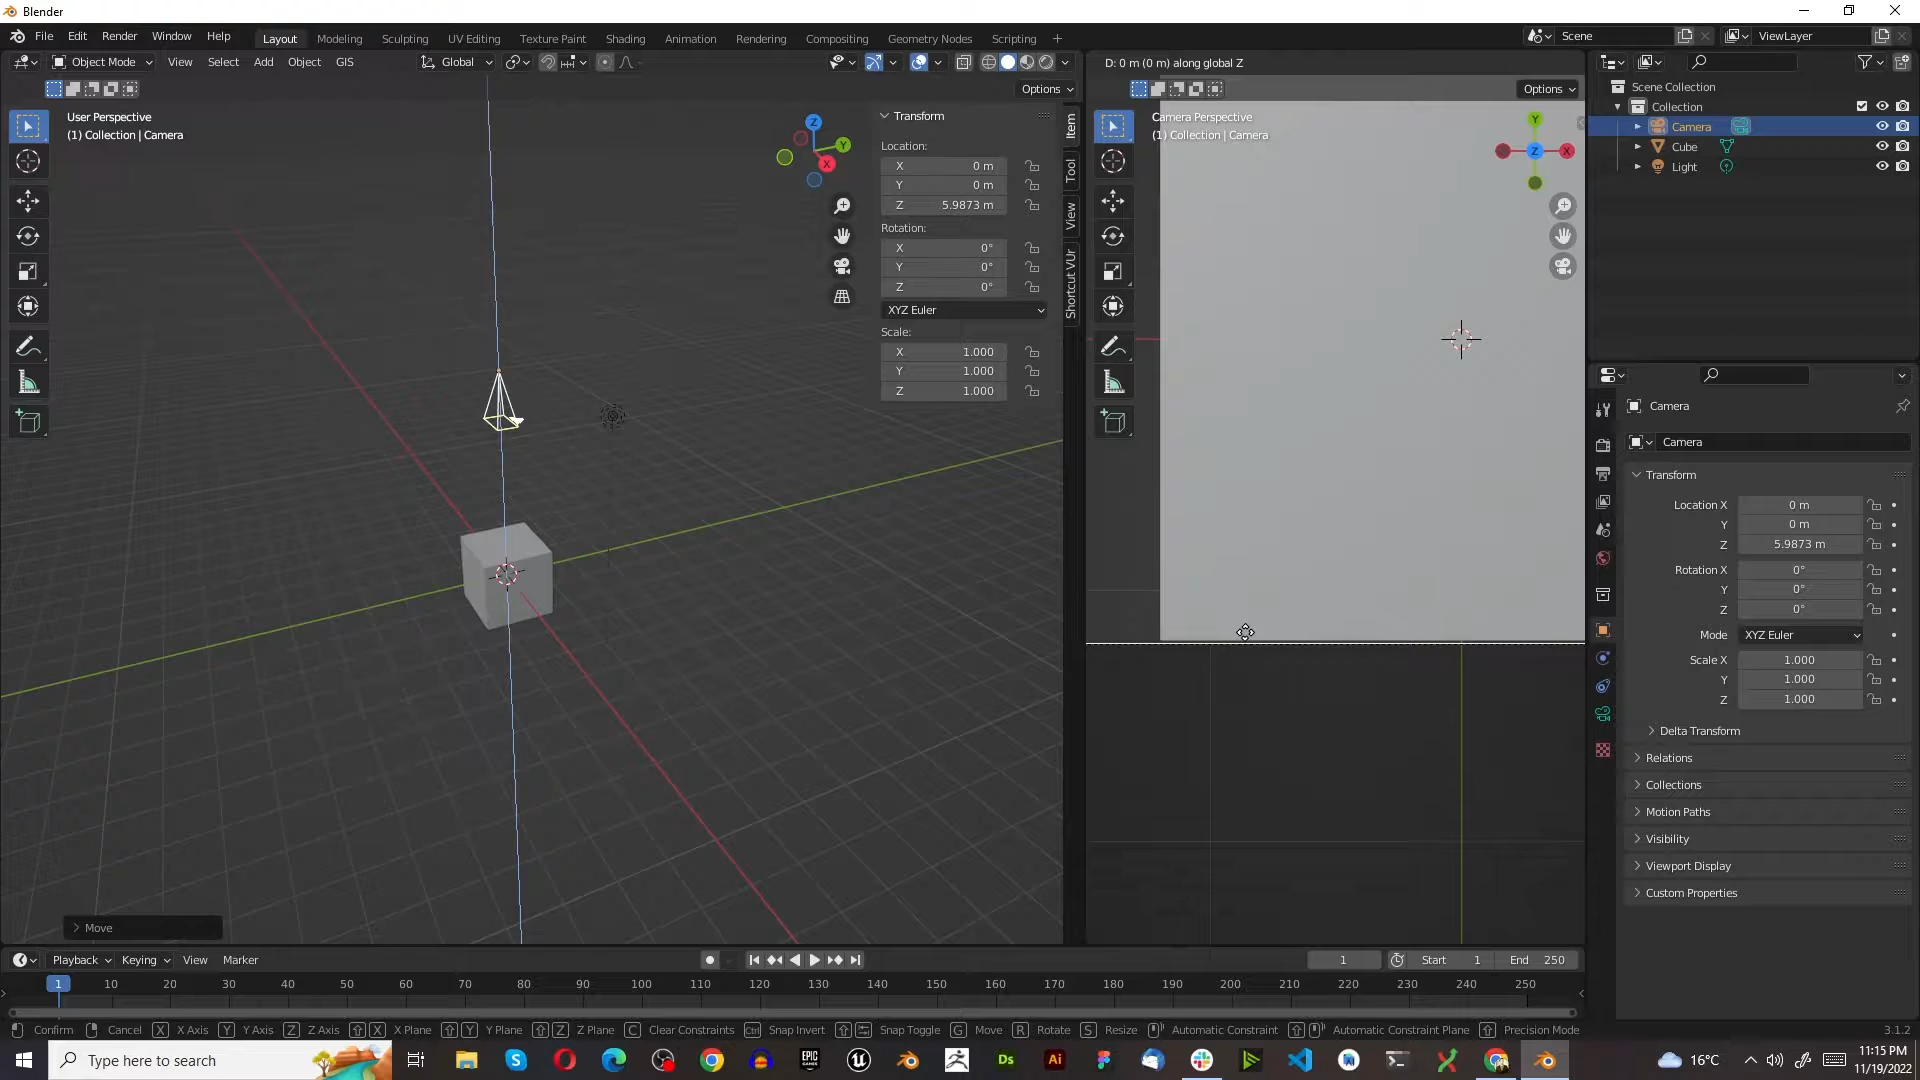 Blender
File Edit Render Window Help
Layout Modeling Sculpting UV Editing Texture Paint Shading Animation Rendering Compositing Geometry Nodes Scripting +
Scene
ViewLayer
Object Mode View Select Add Object GIS
Global
Options
User Perspective
(1) Collection | Camera
Z
Y
X
Transform
Location:
X 0 m
Y 0 m
Z 5.9873 m
Rotation:
X 0°
Y 0°
Z 0°
XYZ Euler
Scale:
X 1.000
Y 1.000
Z 1.000
Item
Tool
View
Shortcut VUr
Move
D: 0 m (0 m) along global Z
Options
Camera Perspective
(1) Collection | Camera
Y
Z
X
Scene Collection
Collection
Camera
Cube
Light
Camera
Camera
Transform
Location X 0 m
Y 0 m
Z 5.9873 m
Rotation X 0°
Y 0°
Z 0°
Mode XYZ Euler
Scale X 1.000
Y 1.000
Z 1.000
Delta Transform
Relations
Collections
Motion Paths
Visibility
Viewport Display
Custom Properties
Playback Keying View Marker
1
Start 1 End 250
1 10 20 30 40 50 60 70 80 90 100 110 120 130 140 150 160 170 180 190 200 210 220 230 240 250
Confirm Cancel X X Axis Y Y Axis Z Z Axis X X Plane Y Y Plane Z Z Plane C Clear Constraints Ctrl Snap Invert Snap Toggle G Move R Rotate S Resize Automatic Constraint Automatic Constraint Plane Precision Mode
3.1.2
Type here to search
EPIC GAMES
Ds
Ai
16°C
11:15 PM
11/19/2022